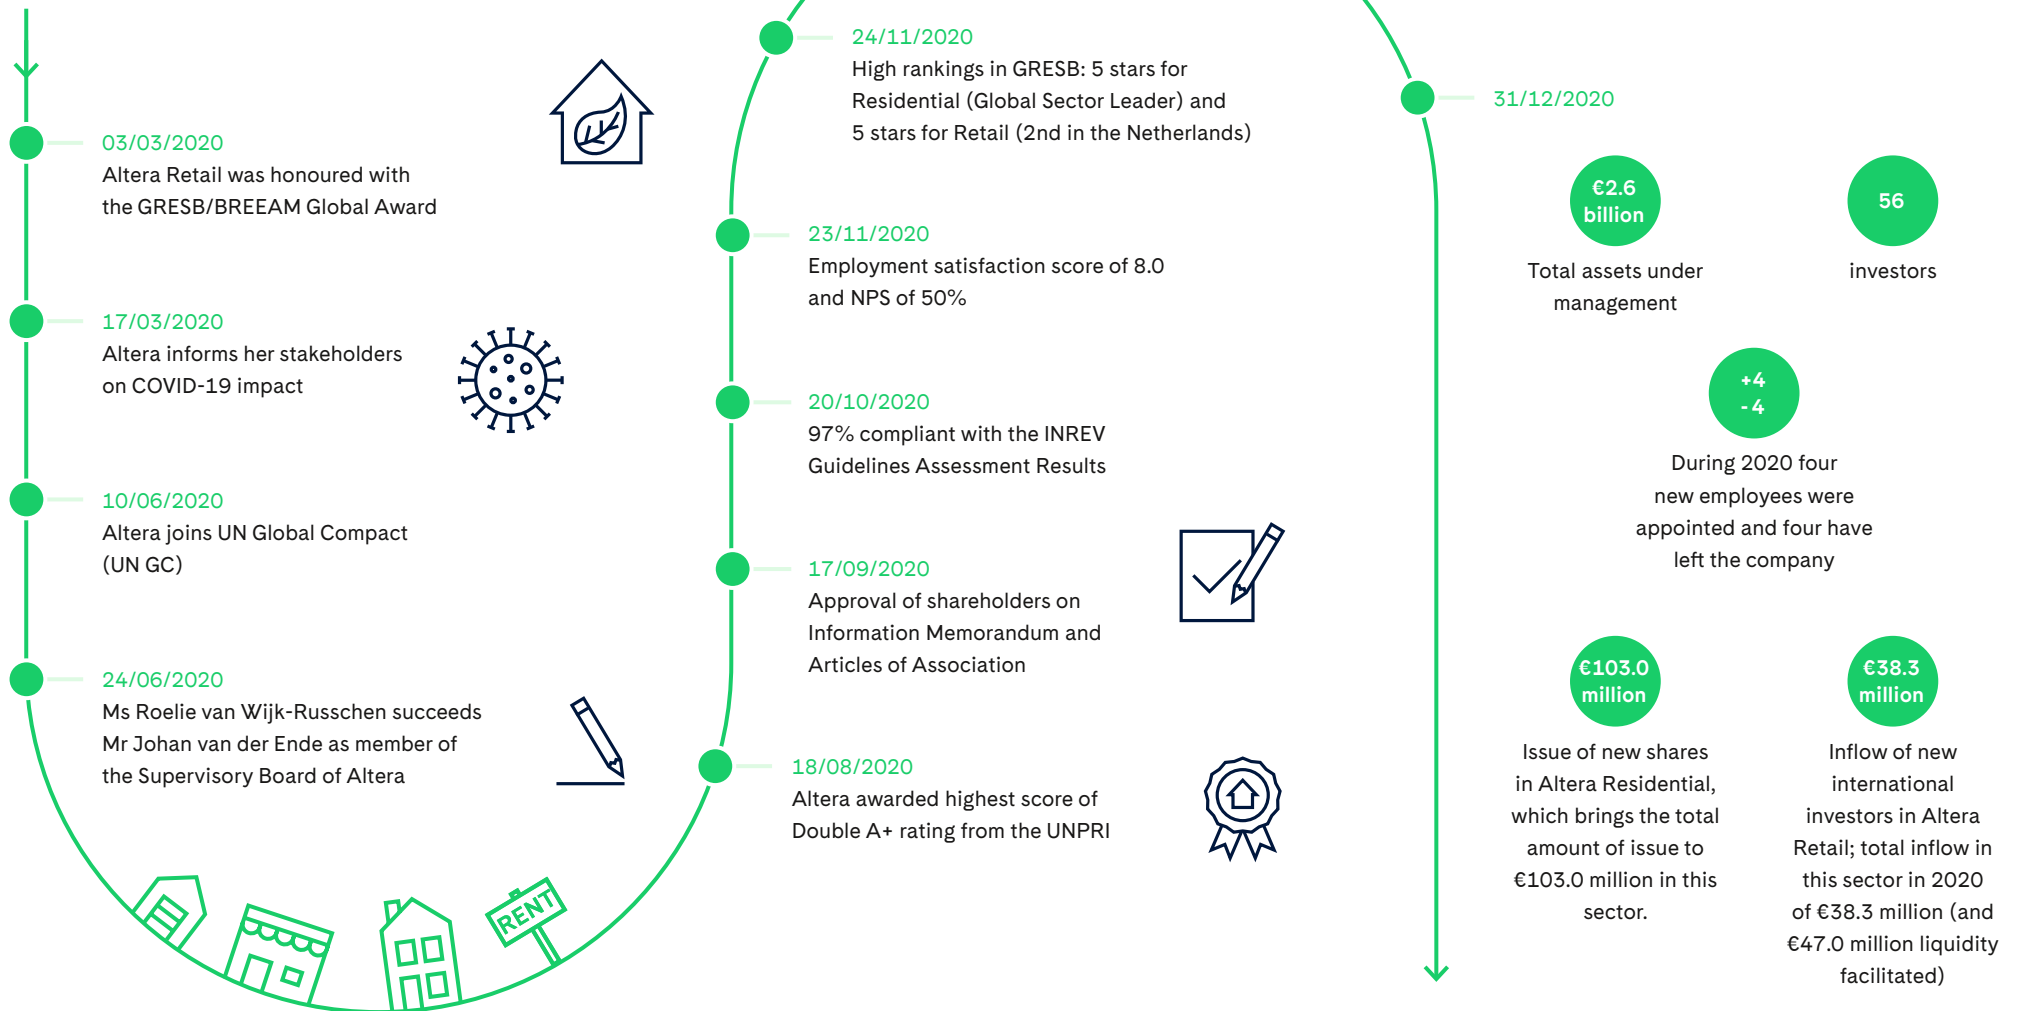 03/03/2020
Altera Retail was honoured with
the GRESB/BREEAM Global Award
17/03/2020
Altera informs her stakeholders
on COVID-19 impact
10/06/2020
Altera joins UN Global Compact
(UN GC)
24/06/2020
Ms Roelie van Wijk-Russchen succeeds
Mr Johan van der Ende as member of
the Supervisory Board of Altera
RENT
24/11/2020
High rankings in GRESB: 5 stars for
Residential (Global Sector Leader) and
5 stars for Retail (2nd in the Netherlands)
23/11/2020
Employment satisfaction score of 8.0
and NPS of 50%
20/10/2020
97% compliant with the INREV
Guidelines Assessment Results
17/09/2020
Approval of shareholders on
Information Memorandum and
Articles of Association
18/08/2020
Altera awarded highest score of
Double A+ rating from the UNPRI
31/12/2020
€2.6
billion
Total assets under
management
56
investors
+4
-4
During 2020 four
new employees were
appointed and four have
left the company
€103.0
million
Issue of new shares
in Altera Residential,
which brings the total
amount of issue to
€103.0 million in this
sector.
€38.3
million
Inflow of new
international
investors in Altera
Retail; total inflow in
this sector in 2020
of €38.3 million (and
€47.0 million liquidity
facilitated)